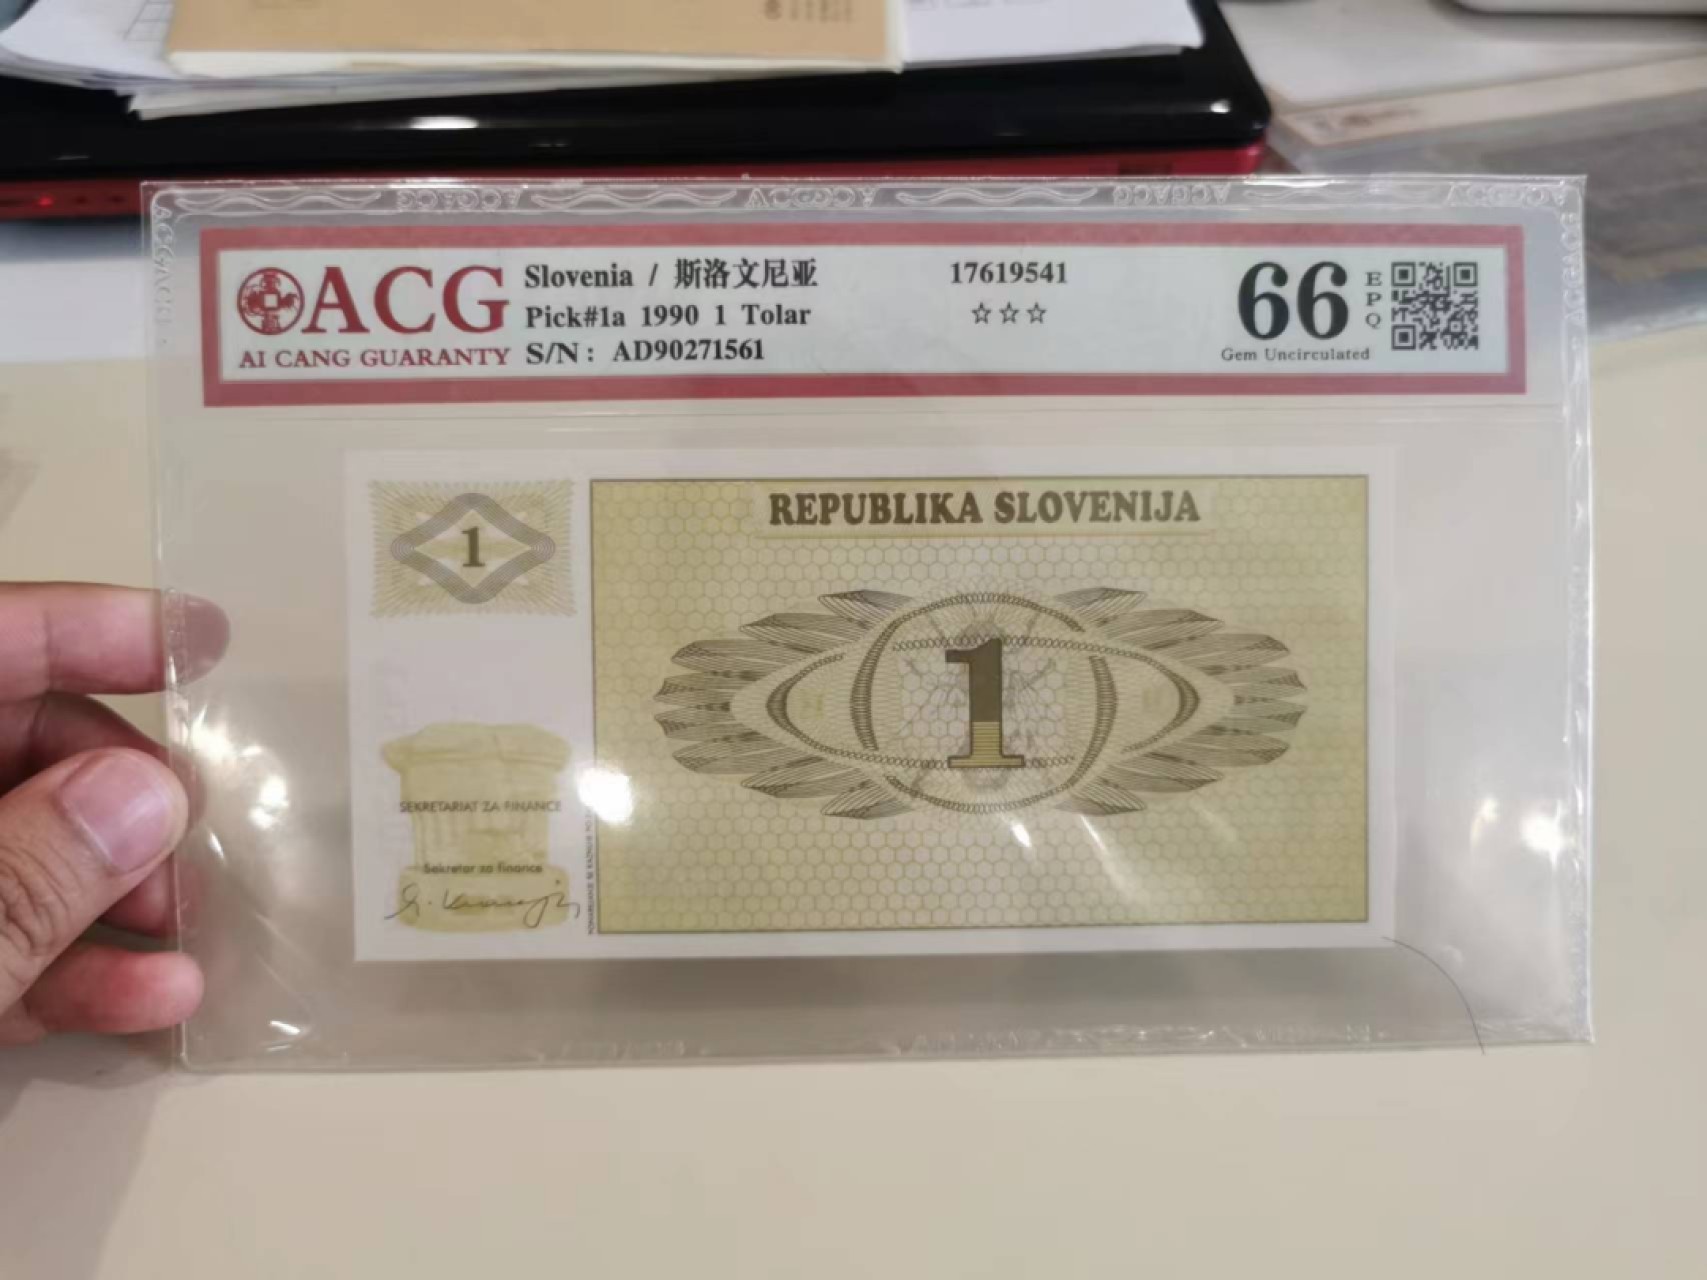 ACG
AI CANG GUARANTY
Slovenia / 斯洛文尼亚
Pick#1a 1990 1 Tolar
S/N: AD90271561
17619541
☆☆☆
66
EPQ
Gem Uncirculated
1
REPUBLIKA SLOVENIJA
1
SEKRETARIAT ZA FINANCE
Sekretar za finance